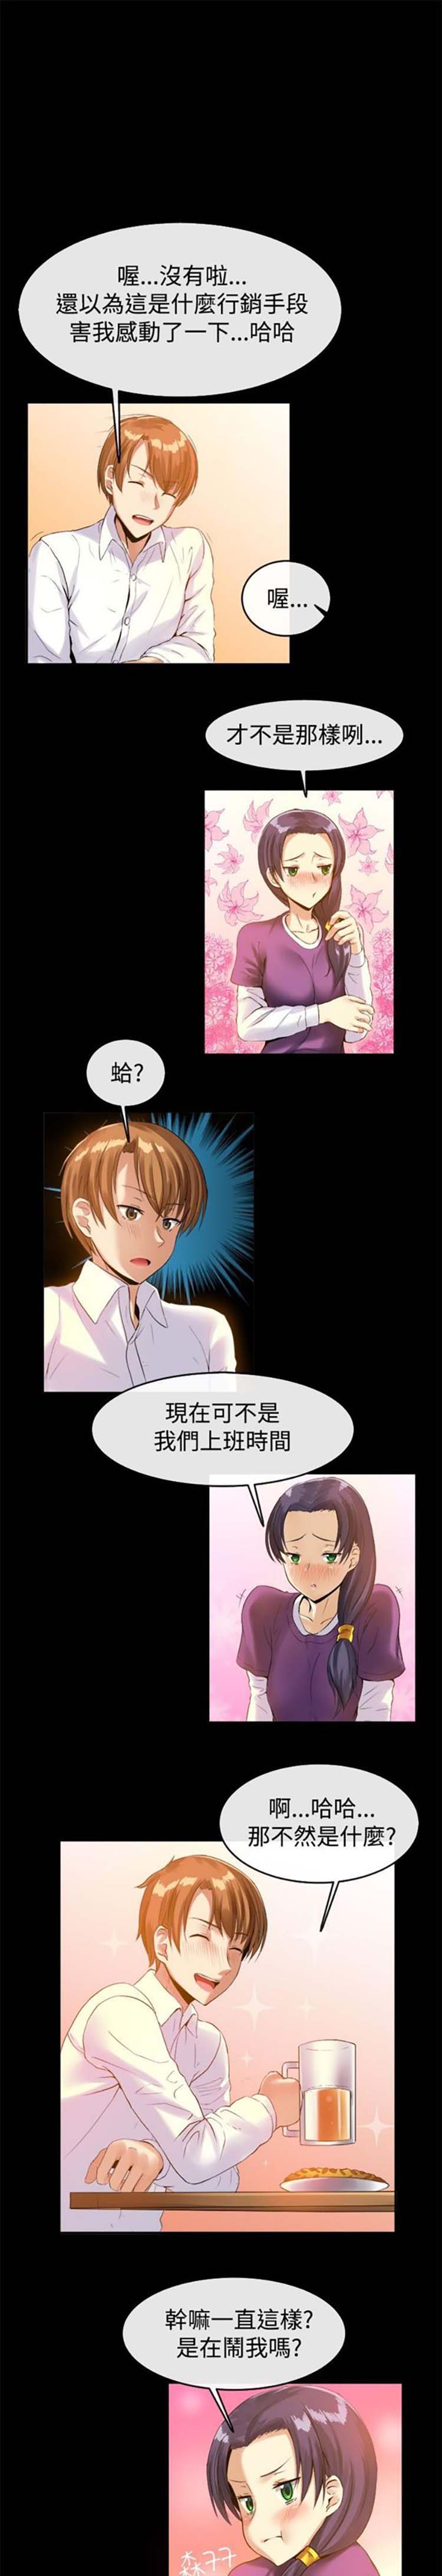 喔...沒有啦...
還以為這是什麼行銷手段
害我感動了一下...哈哈
喔...
才不是那樣咧...
蛤?
現在可不是
我們上班時間
啊...哈哈...
那不然是什麼?
幹嘛一直這樣?
是在鬧我嗎?
森77